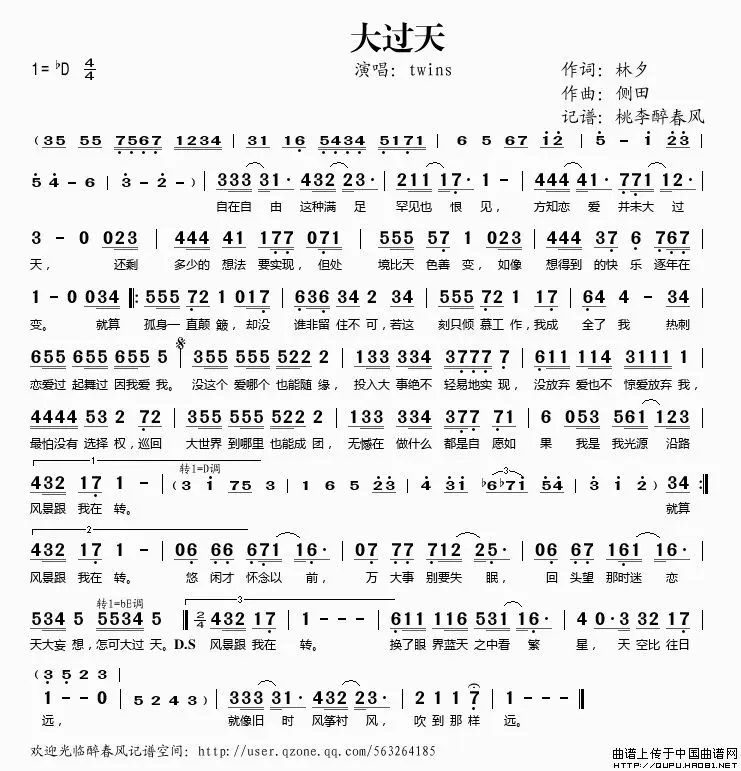 大过天
1=♭D 4/4 演唱：twins 作词：林夕
作曲：侧田
记谱：桃李醉春风
(35 55 7567 1234 | 31 16 5434 5171 | 6 5 67 i2 | 5 - i 23 |
54 - 6 | 3 - 2 - ) | 333 31· 432 23· | 211 17· 1 - | 444 41· 771 12· |
自在自 由 这种满 足 罕见也 恨 见， 方知恋 爱 并未大 过
3 - 0 023 | 444 41 177 071 | 555 57 1 023 | 444 37 6 767 |
天， 还剩 多少的 想法 要实现，但处 境比天 色善 变，如像 想得到 的快 乐 逐年在
1 - 0 034 ‖: 555 72 1 017 | 636 34 2 34 | 534 72 1 17 | 64 4 - 34 |
变。 就算 孤身一 直颠 簸，却没 谁非留 住不 可，若这 刻只倾 慕工 作，我成 全了 我 热刺
655 655 655 5 | 355 555 522 2 | 133 334 3777 7 | 611 114 3111 1 |
恋爱过 起舞过 因我爱 我。 没这个 爱哪个 也能随 缘， 投入大 事绝不 轻易地实 现， 没放弃 爱也不 惊爱放弃 我，
4444 53 2 72 | 355 555 522 2 | 133 334 377 71 | 6 053 561 123 |
最怕没有 选择 权，巡回 大世界 到哪里 也能成 团， 无憾在 做什么 都是自 愿如 果 我是 我光源 沿路
1 转1=D调
432 17 1 - | (3 i 75 3 | 1 6 5 23 | 4 3i ♭6♭7i 54 | 3 i 2) 34 :‖
风景跟 我在 转。 就算
2
432 17 1 - | 06 66 671 16· | 07 77 712 25· | 06 67 161 16· |
风景跟 我在 转。 悠 闲才 怀念以 前， 万 大事 别要失 眠， 回 头望 那时迷 恋
转1=bE调 3
534 5 5534 5 ‖ 2/4 432 17 | 1 - - - | 611 116 531 16· | 4 0·3 32 17 |
天大妄 想，怎可大过 天。D.S 风景跟 我在 转。 换了眼 界蓝天 之中看 繁 星， 天 空比 往日
(3 5 2 3 |
1 - - 0 | 5 2 4 3) | 333 31· 432 23· | 2 1 1 7 | 1 - - - ‖
远， 就像旧 时 风筝衬 风， 吹 到 那 样 远。
欢迎光临醉春风记谱空间：http://user.qzone.qq.com/563264185
曲谱上传于中国曲谱网
HTTP://QUPU.HAO81.NET